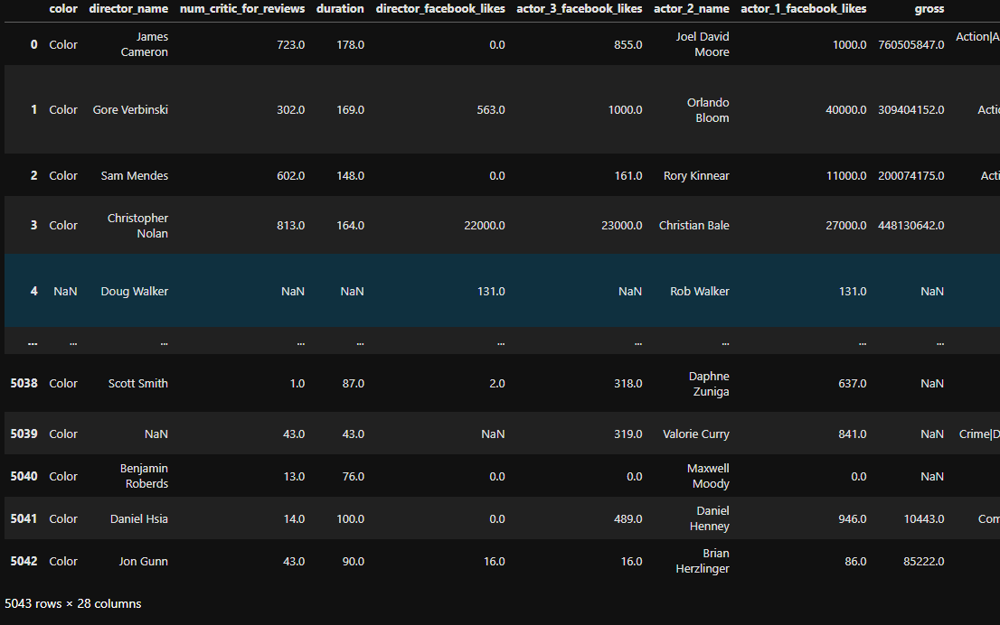 color director_name num_critic_for_reviews duration director_facebook_likes actor_3_facebook_likes actor_2_name actor_1_facebook_likes gross
0 Color James Cameron 723.0 178.0 0.0 855.0 Joel David Moore 1000.0 760505847.0 Action|A
1 Color Gore Verbinski 302.0 169.0 563.0 1000.0 Orlando Bloom 40000.0 309404152.0 Actic
2 Color Sam Mendes 602.0 148.0 0.0 161.0 Rory Kinnear 11000.0 200074175.0 Acti
3 Color Christopher Nolan 813.0 164.0 22000.0 23000.0 Christian Bale 27000.0 448130642.0
4 NaN Doug Walker NaN NaN 131.0 NaN Rob Walker 131.0 NaN
... ... ... ... ... ... ... ... ... ...
5038 Color Scott Smith 1.0 87.0 2.0 318.0 Daphne Zuniga 637.0 NaN
5039 Color NaN 43.0 43.0 NaN 319.0 Valorie Curry 841.0 NaN Crime|D
5040 Color Benjamin Roberds 13.0 76.0 0.0 0.0 Maxwell Moody 0.0 NaN
5041 Color Daniel Hsia 14.0 100.0 0.0 489.0 Daniel Henney 946.0 10443.0 Com
5042 Color Jon Gunn 43.0 90.0 16.0 16.0 Brian Herzlinger 86.0 85222.0
5043 rows × 28 columns